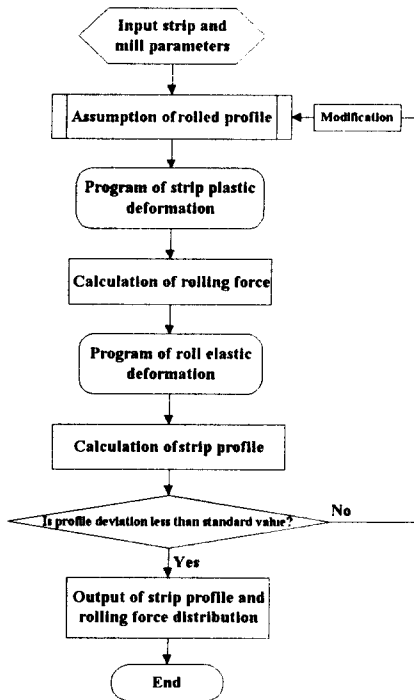 Input strip and
mill parameters
Assumption of rolled profile
Modification
Program of strip plastic
deformation
Calculation of rolling force
Program of roll elastic
deformation
Calculation of strip profile
Is profile deviation less than standard value?
No
Yes
Output of strip profile and
rolling force distribution
End